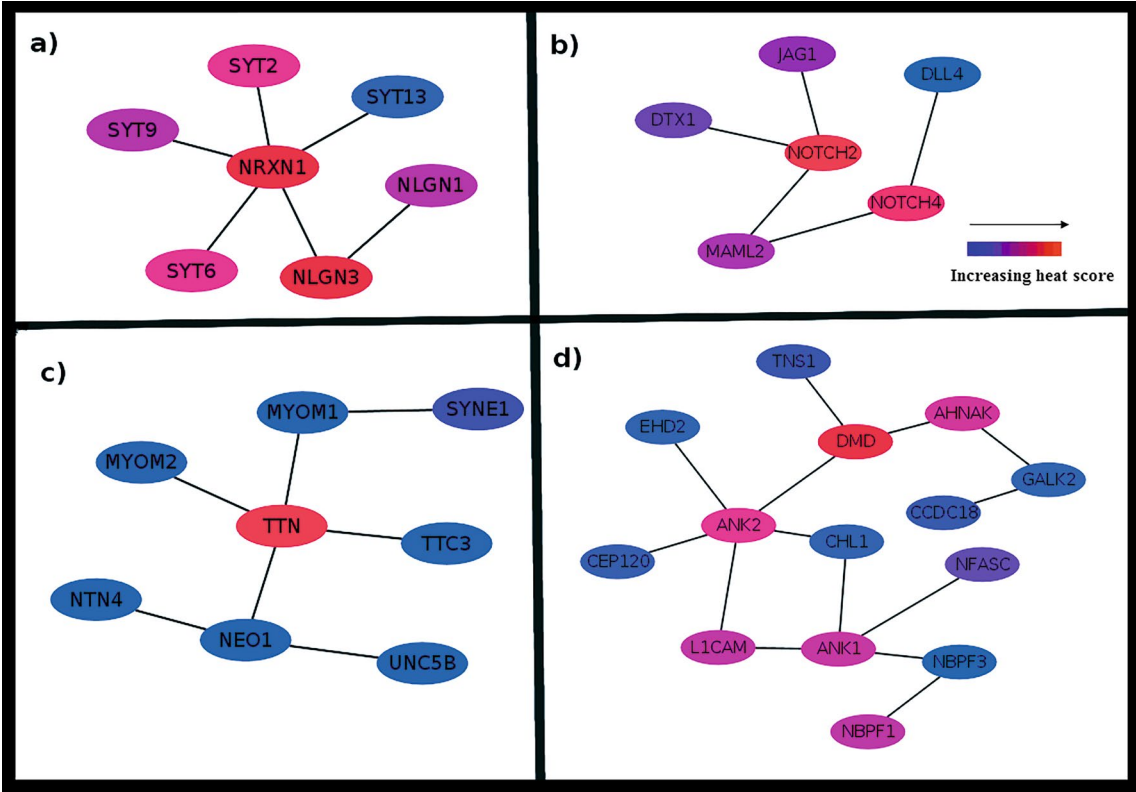 a)
SYT2
SYT13
SYT9
NRXN1
NLGN1
SYT6
NLGN3
b)
JAG1
DLL4
DTX1
NOTCH2
NOTCH4
MAML2
Increasing heat score
c)
MYOM1
SYNE1
MYOM2
TTN
TTC3
NTN4
NEO1
UNC5B
d)
TNS1
AHNAK
EHD2
DMD
GALK2
CCDC18
ANK2
CHL1
CEP120
NFASC
L1CAM
ANK1
NBPF3
NBPF1